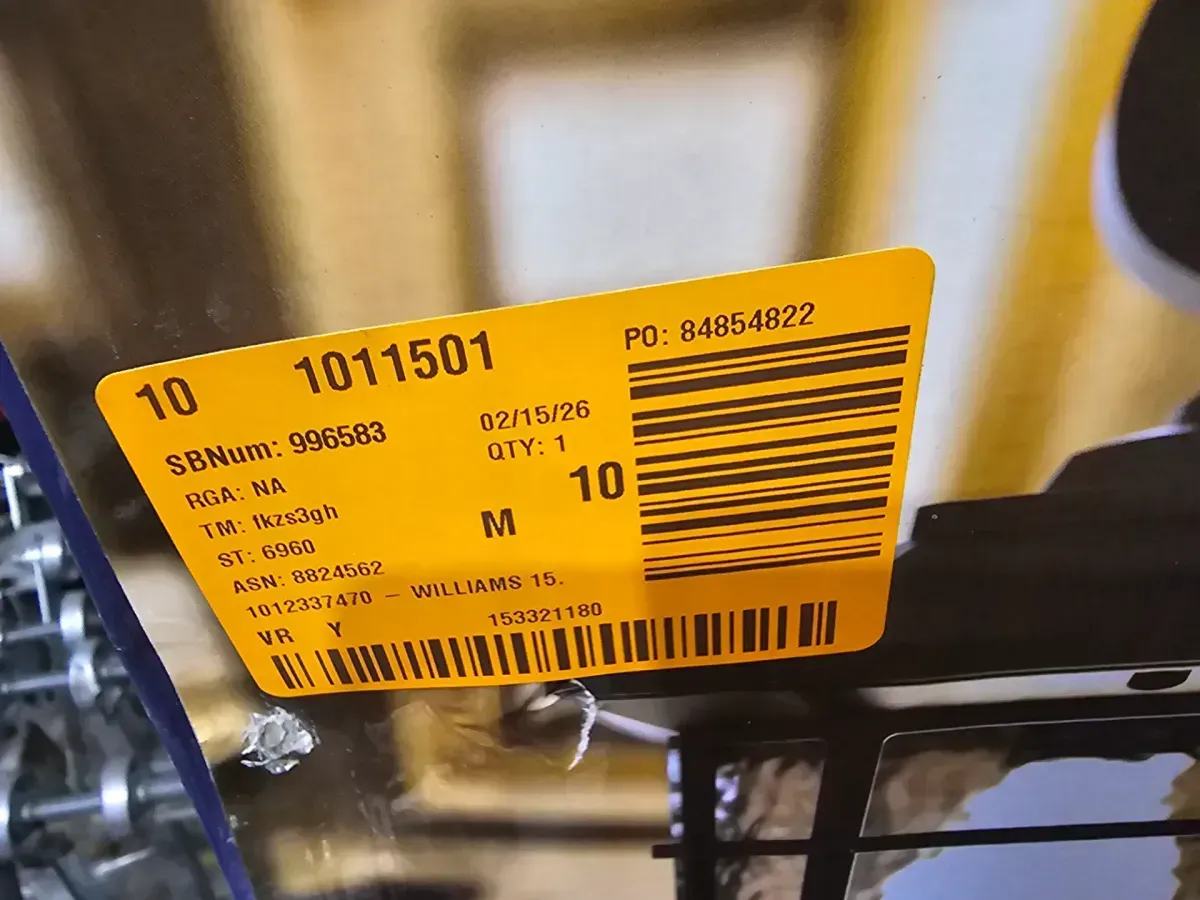 10 1011501 PO: 84854822
SBNum: 996583 02/15/26
RGA: NA QTY: 1
TM: fkzs3gh M 10
ST: 6960
ASN: 8824562
1012337470 – WILLIAMS 15.
VR Y 153321180